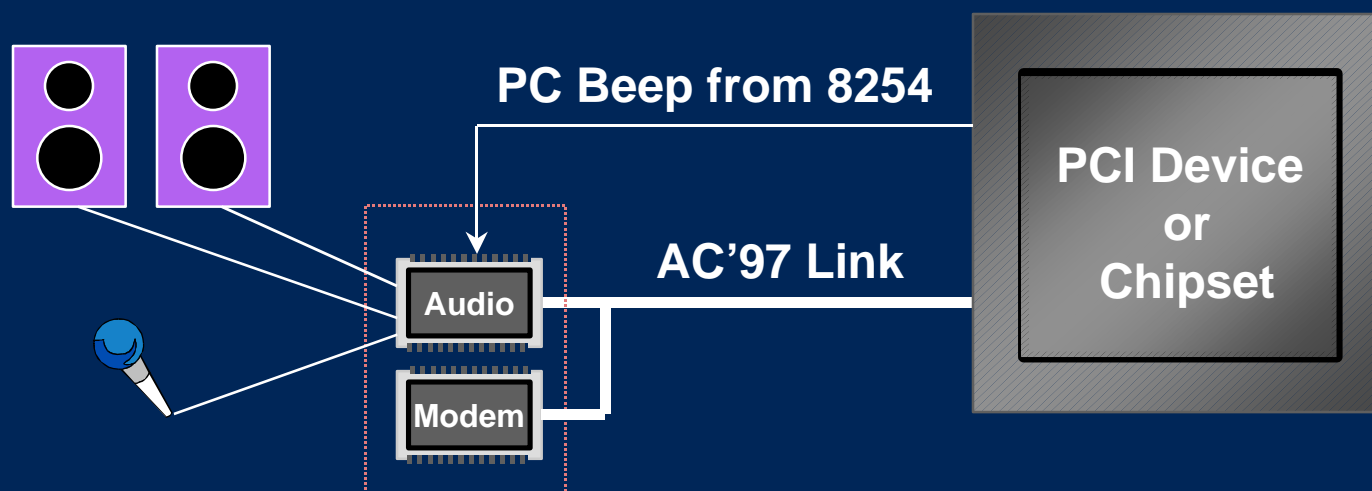 PC Beep from 8254
PCI Device
or
Chipset
AC’97 Link
Audio
Modem